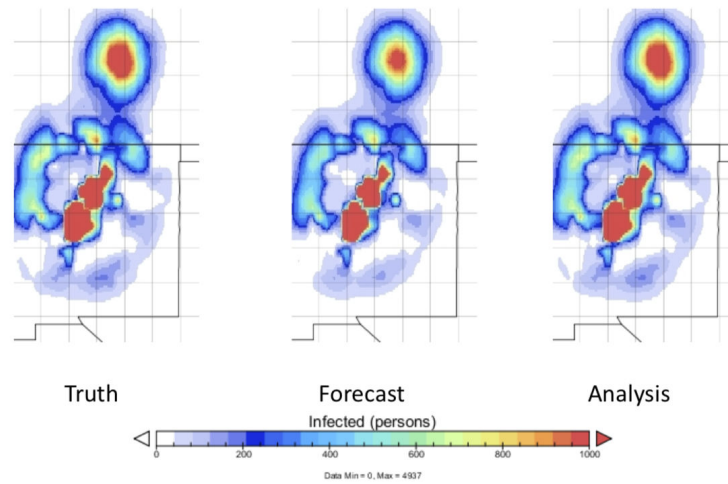 Truth Forecast Analysis
Infected (persons)
0 200 400 600 800 1000
Data Min = 0, Max = 4937